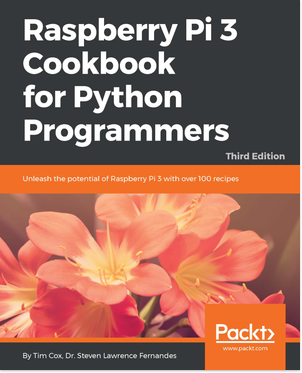 Raspberry Pi 3
Cookbook
for Python
Programmers
Third Edition
Unleash the potential of Raspberry Pi 3 with over 100 recipes
Packt>
www.packt.com
By Tim Cox, Dr. Steven Lawrence Fernandes